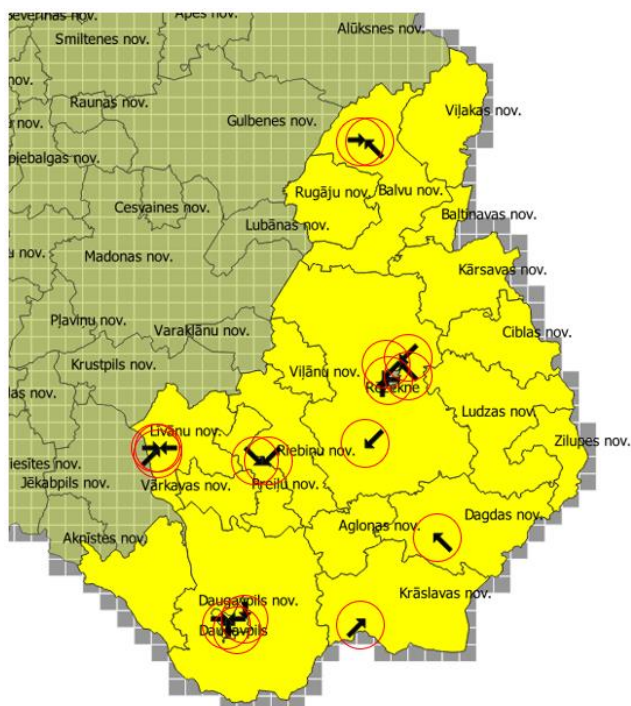 Apes nov.
Alūksnes nov.
Smiltenes nov.
Raunas nov.
Gulbenes nov.
Viļakas nov.
piebalgas nov.
Rugāju nov.
Balvu nov.
Cesvaines nov.
Lubānas nov.
Baltinavas nov.
Madonas nov.
Kārsavas nov.
Pļaviņu nov.
Varakļānu nov.
Ciblas nov.
Krustpils nov.
Viļānu nov.
Rēzekne
Ludzas nov.
Līvānu nov.
Riebiņu nov.
Zilupes nov.
Jēkabpils nov.
Vārkavas nov.
Preiļu nov.
Dagdas nov.
Aglonas nov.
Aknīstes nov.
Krāslavas nov.
Daugavpils nov.
Daugavpils